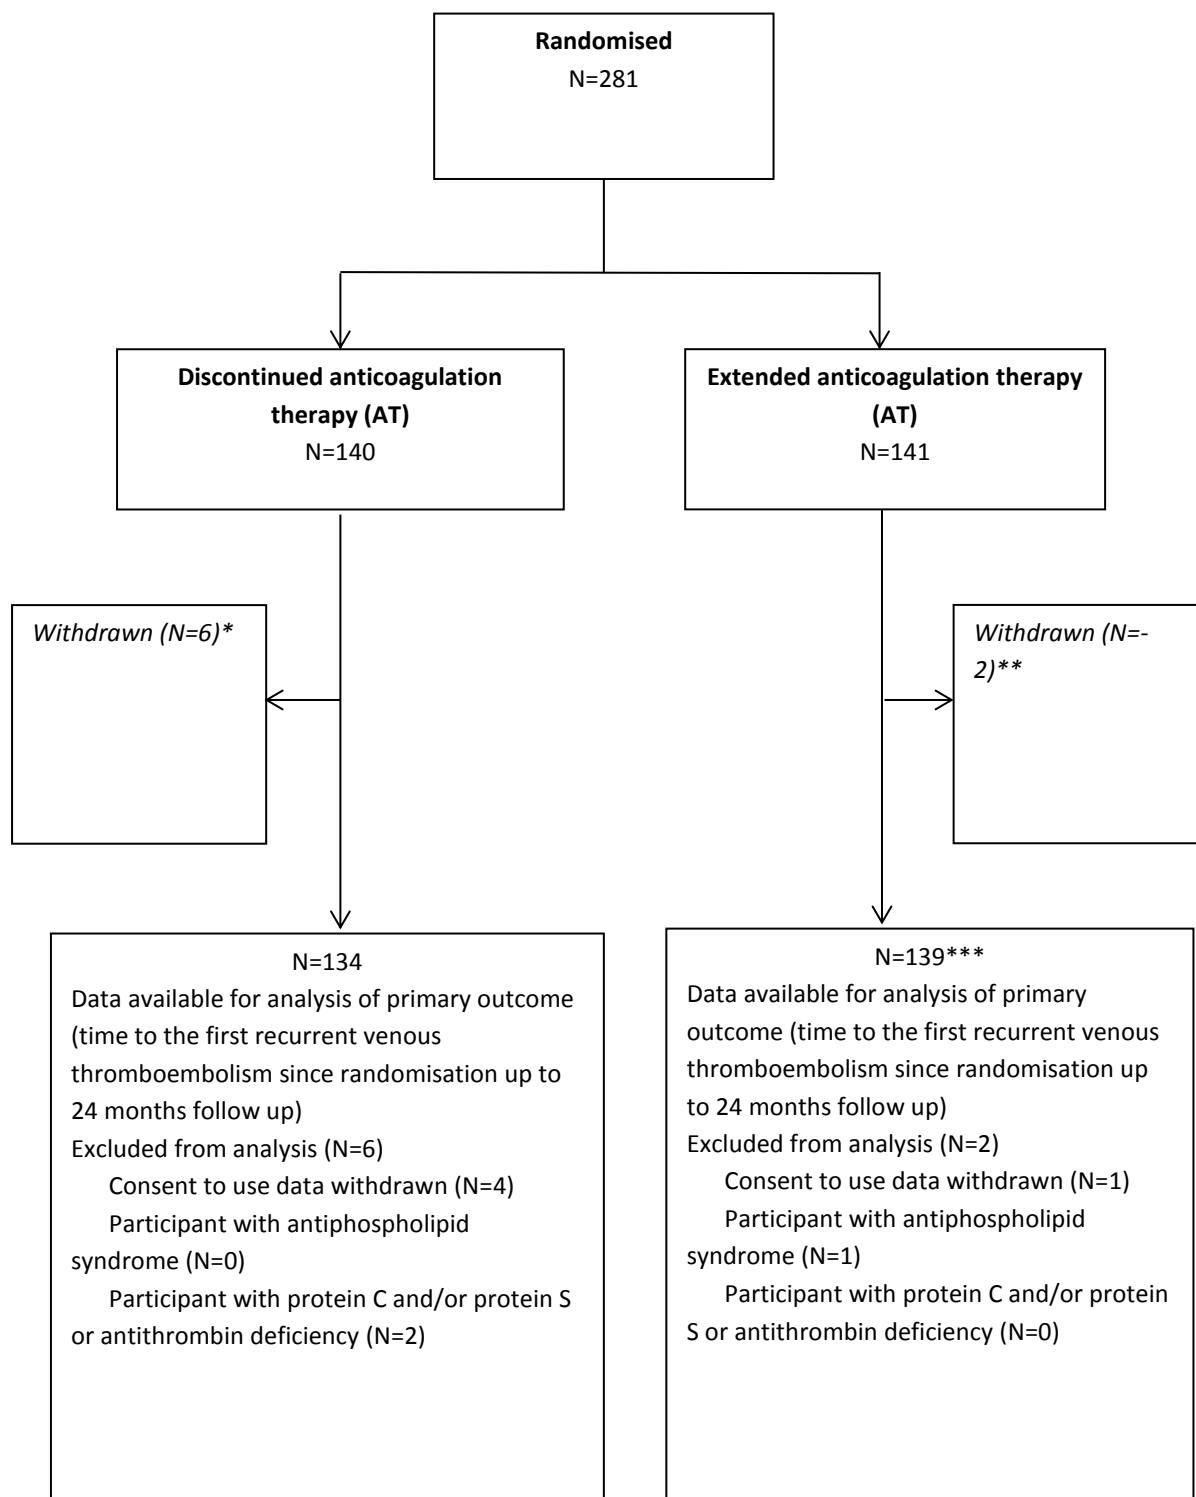 Randomised
N=281
Discontinued anticoagulation
therapy (AT)
N=140
Extended anticoagulation therapy
(AT)
N=141
Withdrawn (N=6)*
Withdrawn (N=-
2)**
N=134
Data available for analysis of primary outcome
(time to the first recurrent venous
thromboembolism since randomisation up to
24 months follow up)
Excluded from analysis (N=6)
Consent to use data withdrawn (N=4)
Participant with antiphospholipid
syndrome (N=0)
Participant with protein C and/or protein S
or antithrombin deficiency (N=2)
N=139***
Data available for analysis of primary
outcome (time to the first recurrent venous
thromboembolism since randomisation up
to 24 months follow up)
Excluded from analysis (N=2)
Consent to use data withdrawn (N=1)
Participant with antiphospholipid
syndrome (N=1)
Participant with protein C and/or protein
S or antithrombin deficiency (N=0)